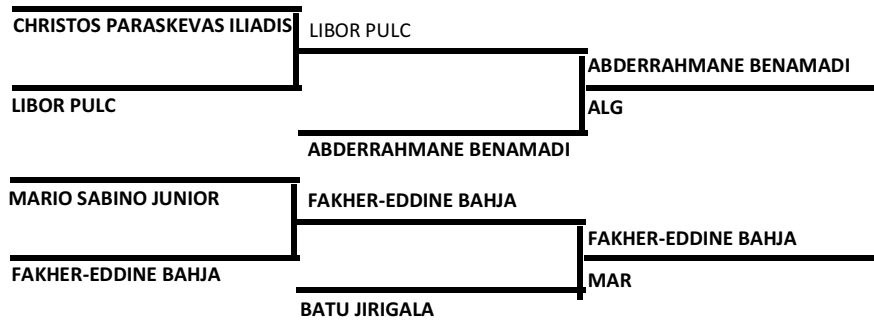 CHRISTOS PARASKEVAS ILIADIS
LIBOR PULC
ABDERRAHMANE BENAMADI
LIBOR PULC
ALG
ABDERRAHMANE BENAMADI
MARIO SABINO JUNIOR
FAKHER-EDDINE BAHJA
FAKHER-EDDINE BAHJA
FAKHER-EDDINE BAHJA
MAR
BATU JIRIGALA